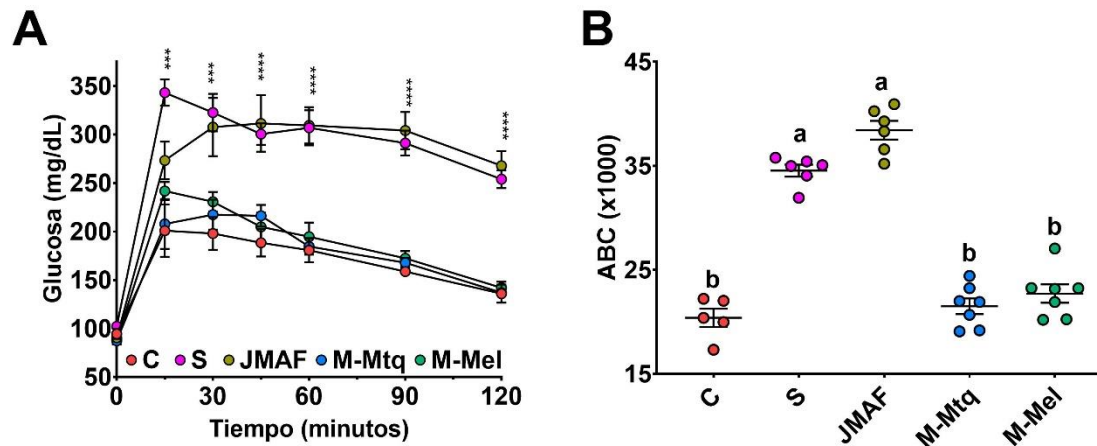 A
Glucosa (mg/dL)
350
300
250
200
150
100
50
*** *** **** **** **** ****
C S JMAF M-Mtq M-Mel
0 30 60 90 120
Tiempo (minutos)
B
ABC (x1000)
45
35
25
15
b a a b b
C S JMAF M-Mtq M-Mel